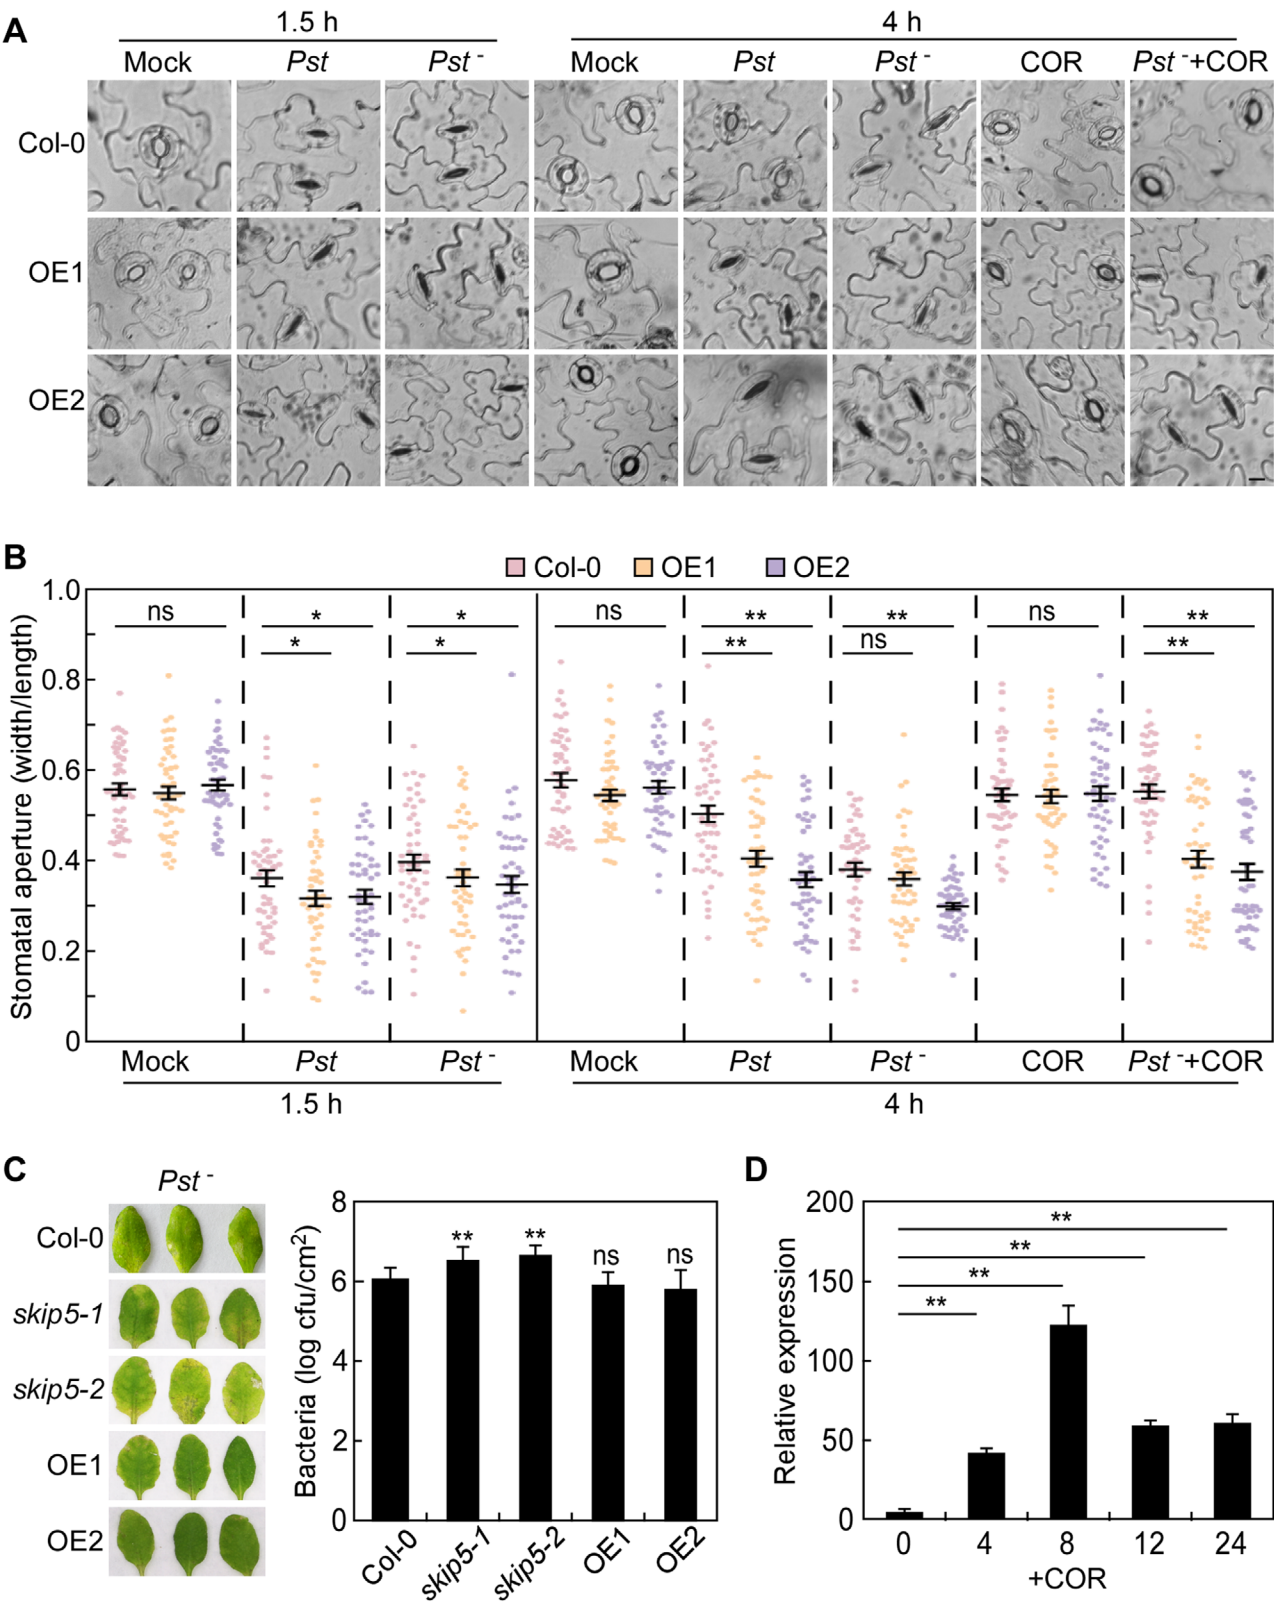 A
1.5 h
4 h
Mock
Pst
Pst -
Mock
Pst
Pst -
COR
Pst -+COR
Col-0
OE1
OE2
B
Col-0
OE1
OE2
Stomatal aperture (width/length)
1.0
0.8
0.6
0.4
0.2
0
ns
*
*
*
*
ns
**
**
**
ns
ns
**
**
Mock
Pst
Pst -
Mock
Pst
Pst -
COR
Pst -+COR
1.5 h
4 h
C
Pst -
Col-0
skip5-1
skip5-2
OE1
OE2
Bacteria (log cfu/cm²)
8
6
4
2
0
**
**
ns
ns
Col-0
skip5-1
skip5-2
OE1
OE2
D
Relative expression
200
150
100
50
0
**
**
**
**
0
4
8
12
24
+COR